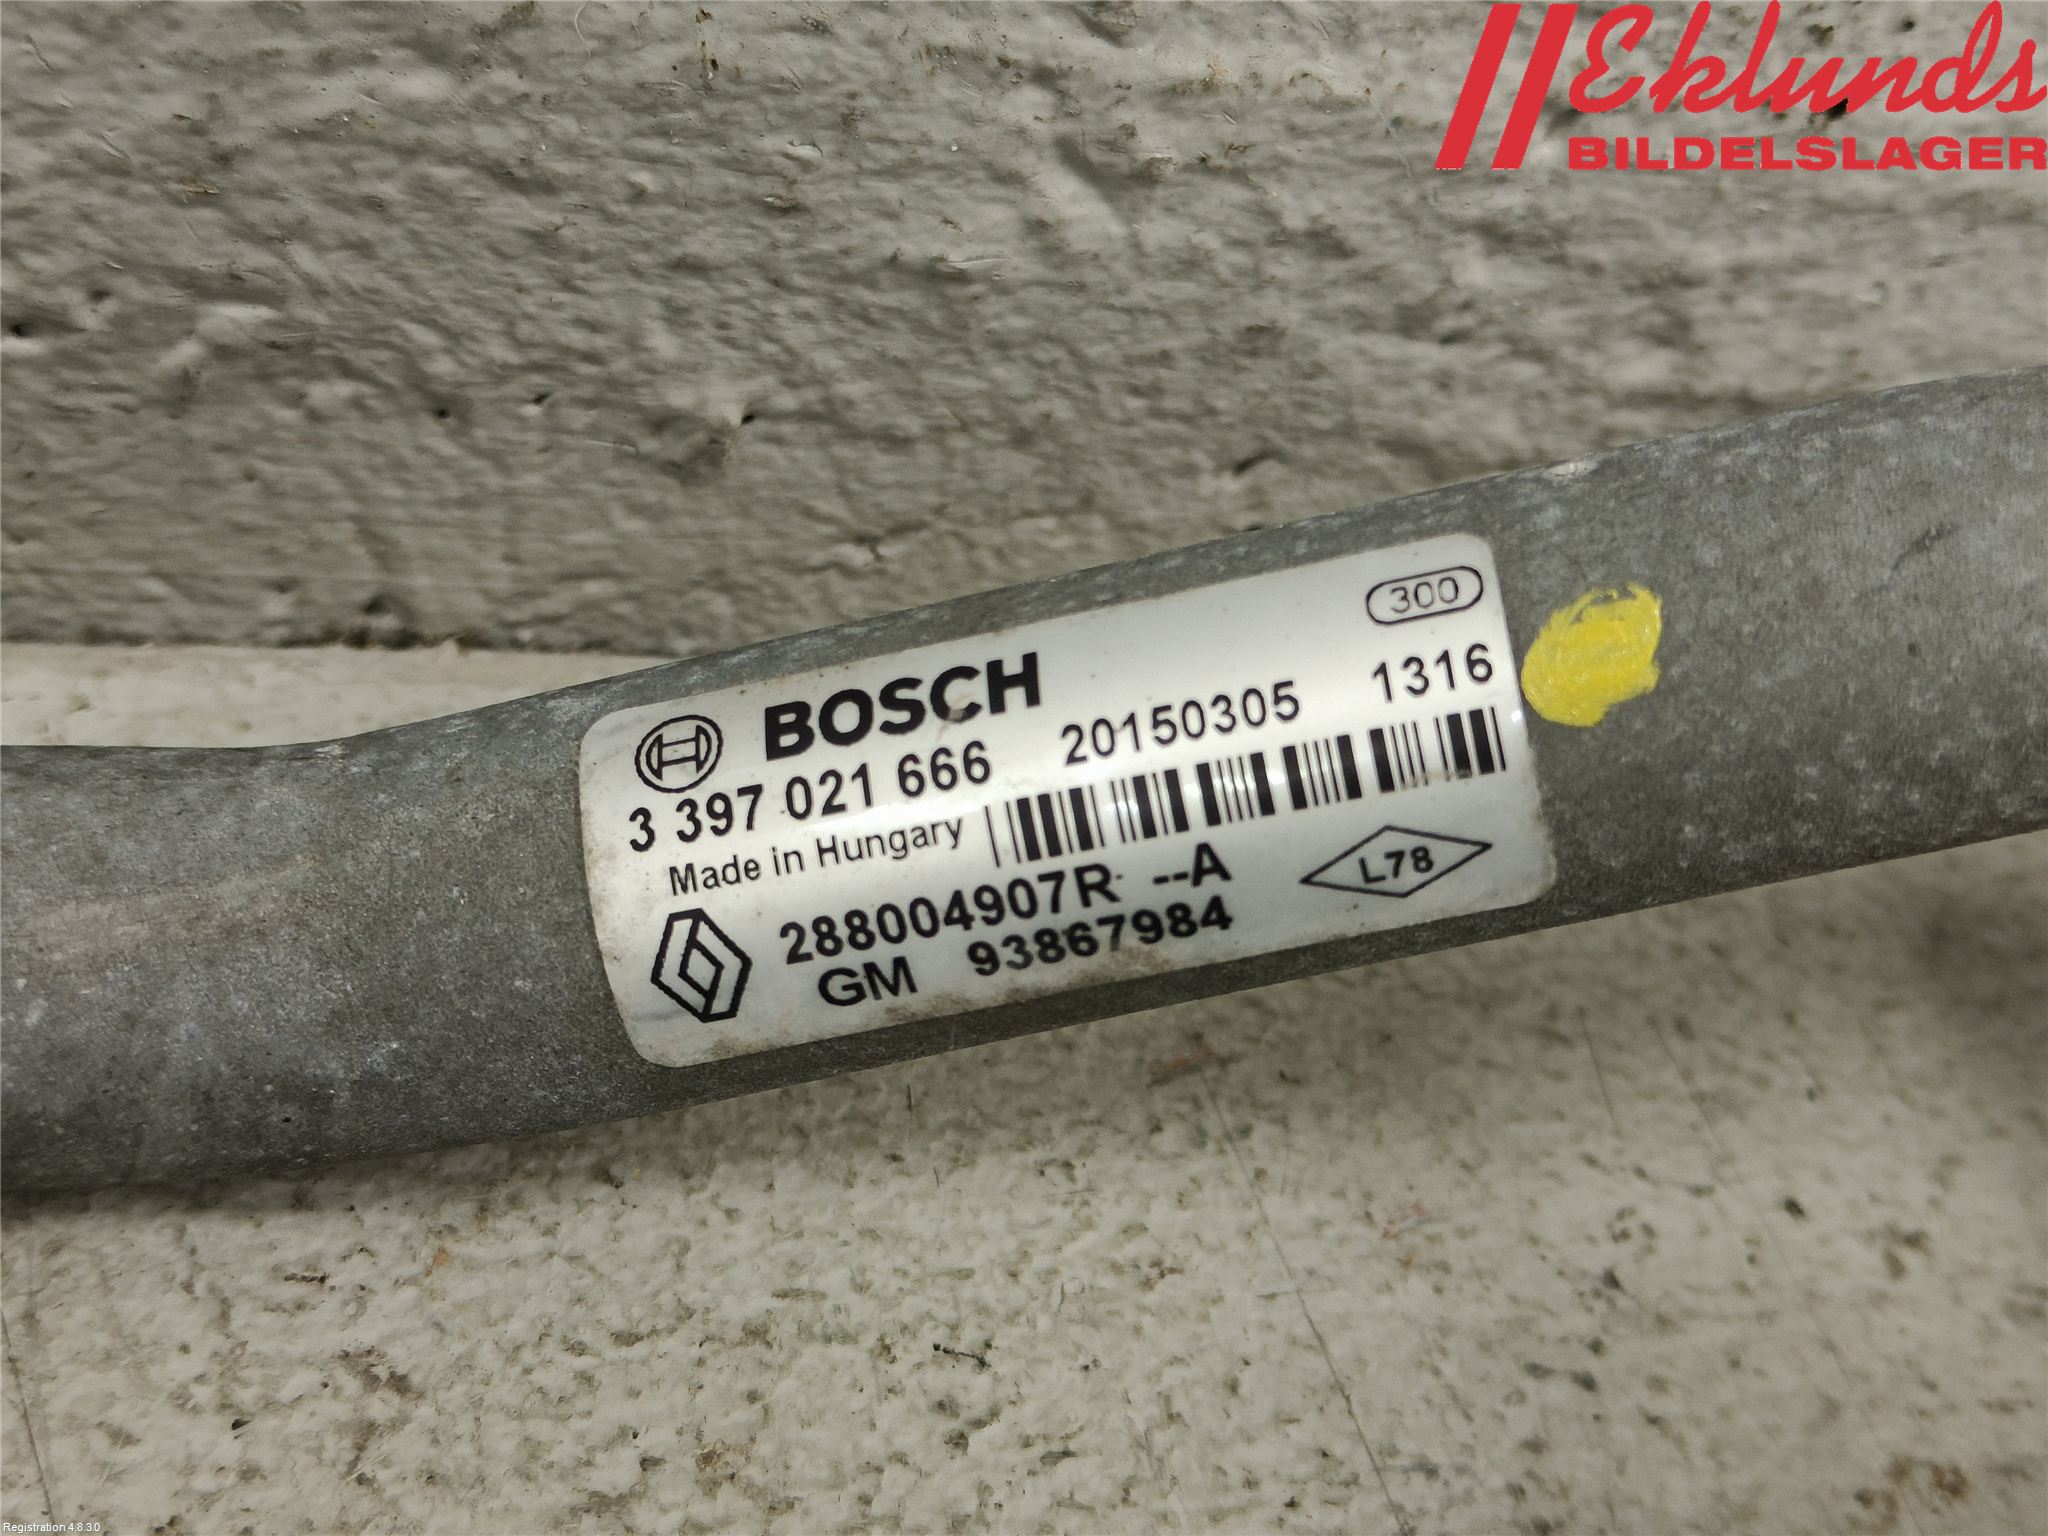 Eklunds
BILDELSLAGER
300
BOSCH
3 397 021 666 20150305 1316
Made in Hungary
288004907R --A
L78
GM 93867984
Registration 4.8.3.0